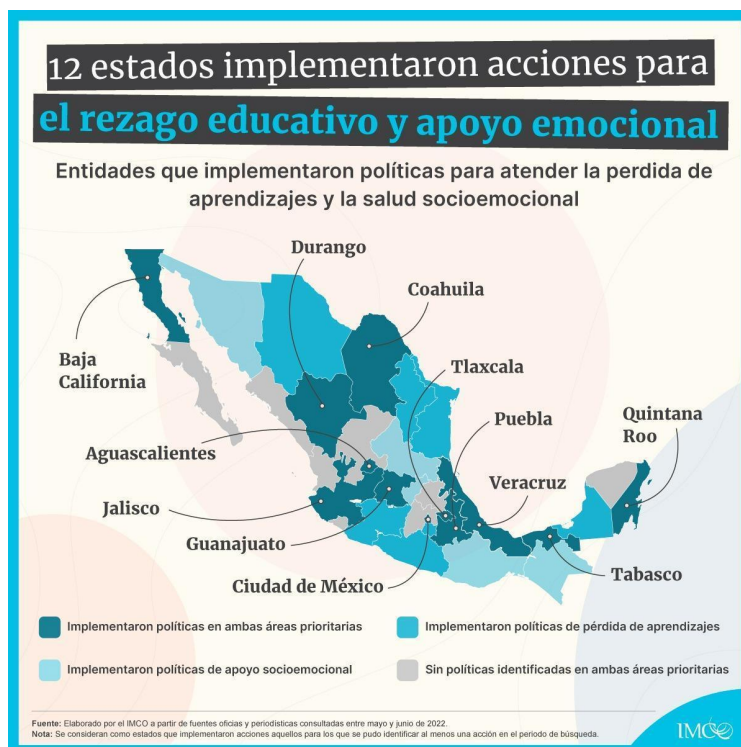 12 estados implementaron acciones para
el rezago educativo y apoyo emocional
Entidades que implementaron políticas para atender la perdida de
aprendizajes y la salud socioemocional
Durango
Coahuila
Baja
California
Tlaxcala
Puebla
Quintana
Roo
Aguascalientes
Veracruz
Jalisco
Guanajuato
Ciudad de México
Tabasco
Implementaron políticas en ambas áreas prioritarias
Implementaron políticas de pérdida de aprendizajes
Implementaron políticas de apoyo socioemocional
Sin políticas identificadas en ambas áreas prioritarias
Fuente: Elaborado por el IMCO a partir de fuentes oficiales y periodísticas consultadas entre mayo y junio de 2022.
Nota: Se consideran como estados que implementaron acciones aquellos para los que se pudo identificar al menos una acción en el periodo de búsqueda.
IMCO